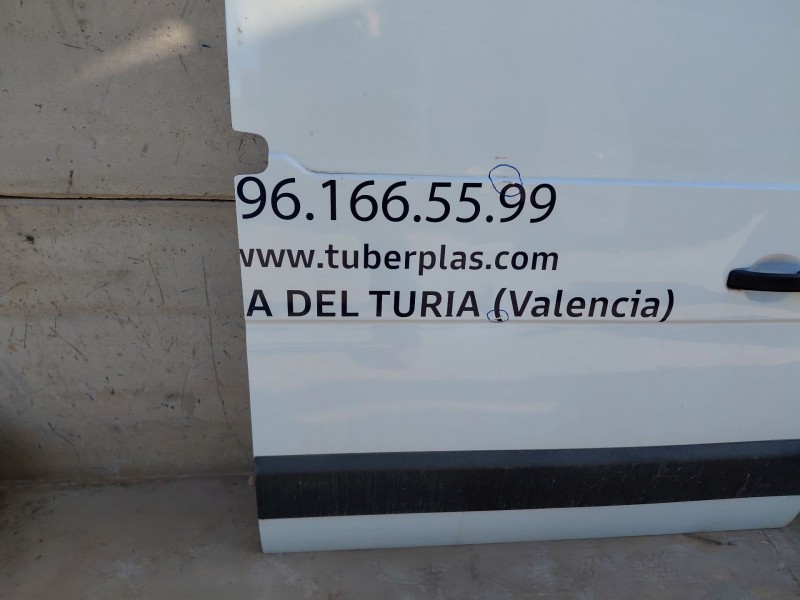 96.166.55.99
www.tuberplas.com
A DEL TURIA (Valencia)